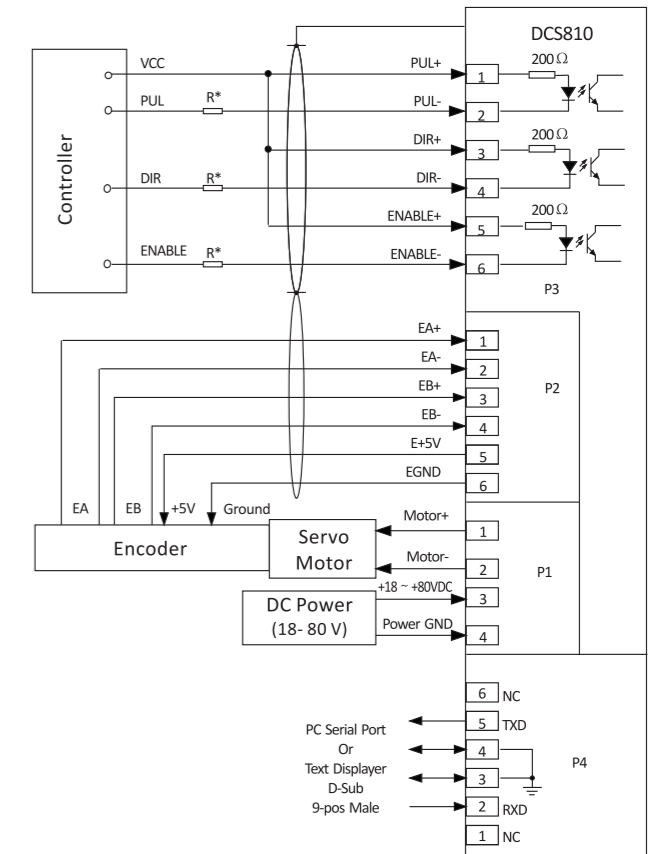 DCS810
200Ω
VCC
PUL+
1
PUL
R*
PUL-
2
200Ω
DIR+
3
DIR
R*
DIR-
4
200Ω
ENABLE+
5
ENABLE
R*
ENABLE-
6
Controller
P3
EA+
1
EA-
2
EB+
3
P2
EB-
4
E+5V
5
EGND
6
EA
EB
+5V
Ground
Encoder
Servo
Motor
Motor+
1
Motor-
2
P1
+18 ~ +80VDC
3
DC Power
(18- 80 V)
Power GND
4
6 NC
5 TXD
4
3
2 RXD
1 NC
P4
PC Serial Port
Or
Text Displayer
D-Sub
9-pos Male